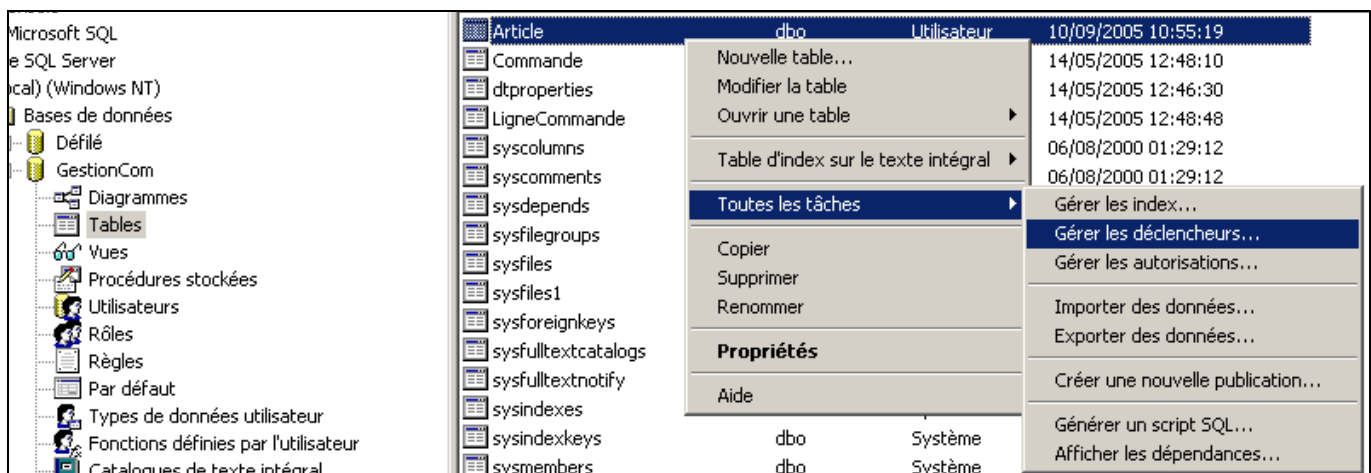 Microsoft SQL
e SQL Server
cal) (Windows NT)
Bases de données
Défilé
GestionCom
Diagrammes
Tables
Vues
Procédures stockées
Utilisateurs
Rôles
Règles
Par défaut
Types de données utilisateur
Fonctions définies par l'utilisateur
Catalogues de texte intégral
Article dbo Utilisateur 10/09/2005 10:55:19
Commande 14/05/2005 12:48:10
dtproperties 14/05/2005 12:46:30
LigneCommande 14/05/2005 12:48:48
syscolumns 06/08/2000 01:29:12
syscomments 06/08/2000 01:29:12
sysdepends
sysfilegroups
sysfiles
sysfiles1
sysforeignkeys
sysfulltextcatalogs
sysfulltextnotify
sysindexes
sysindexkeys dbo Système
sysmembers dbo Système
Nouvelle table...
Modifier la table
Ouvrir une table
Table d'index sur le texte intégral
Toutes les tâches
Copier
Supprimer
Renommer
Propriétés
Aide
Gérer les index...
Gérer les déclencheurs...
Gérer les autorisations...
Importer des données...
Exporter des données...
Créer une nouvelle publication...
Générer un script SQL...
Afficher les dépendances...